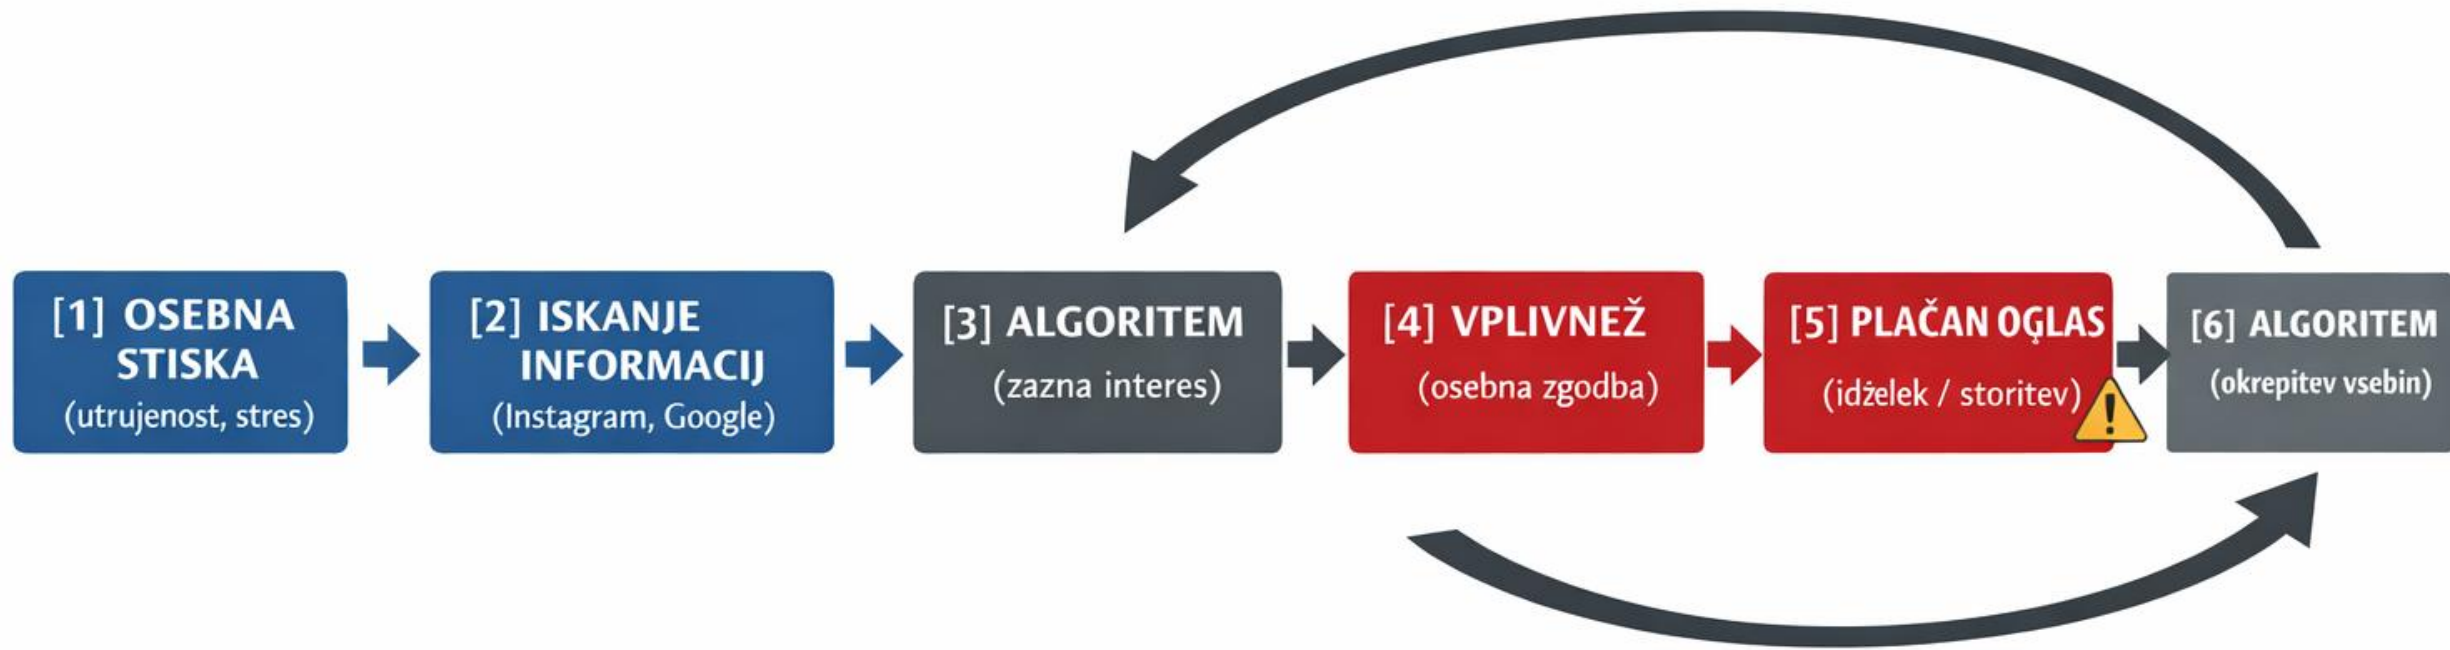 [1] OSEBNA
STISKA
(utrujenost, stres)
[2] ISKANJE
INFORMACIJ
(Instagram, Google)
[3] ALGORITEM
(zazna interes)
[4] VPLIVNEŽ
(osebna zgodba)
[5] PLAČAN OĢLAS
(idželek / storitev)
[6] ALGORITEM
(okrepitev vsebin)